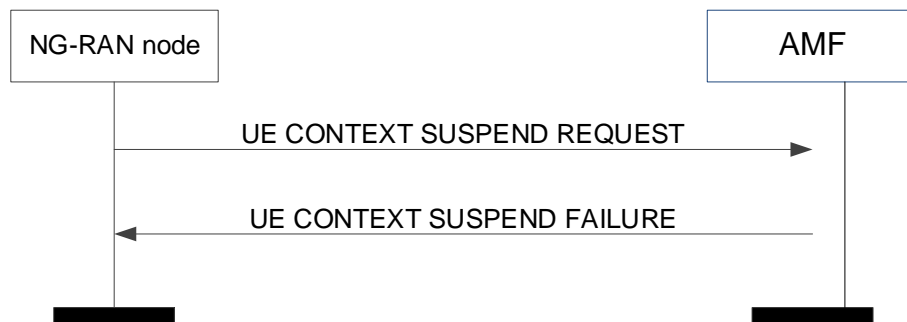 NG-RAN node
AMF
UE CONTEXT SUSPEND REQUEST
UE CONTEXT SUSPEND FAILURE